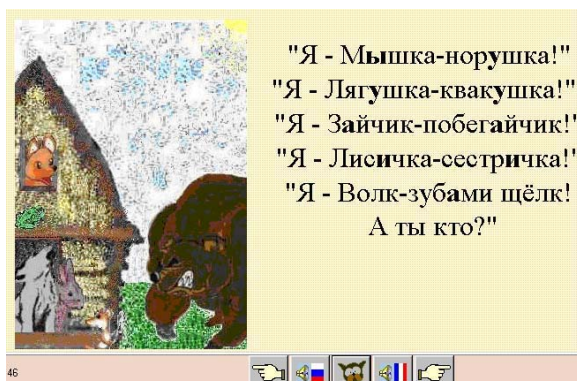 "Я - Мышка-норушка!"
"Я - Лягушка-квакушка!"
"Я - Зайчик-побегайчик!"
"Я - Лисичка-сестричка!"
"Я - Волк-зубами щёлк!
А ты кто?"
46